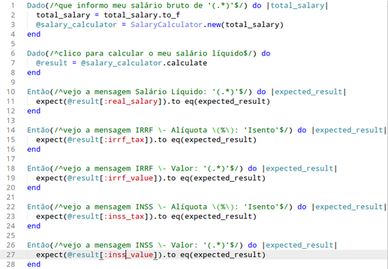 1 Dado(/^que informo meu salário bruto de '(.*)'$/) do |total_salary|
2 total_salary = total_salary.to_f
3 @salary_calculator = SalaryCalculator.new(total_salary)
4 end
5
6 Dado(/^clico para calcular o meu salário líquido$/) do
7 @result = @salary_calculator.calculate
8 end
9
10 Então(/^vejo a mensagem Salário Líquido: '(.*)'$/) do |expected_result|
11 expect(@result[:real_salary]).to eq(expected_result)
12 end
13
14 Então(/^vejo a mensagem IRRF \- Alíquota \(%\): 'Isento'$/) do |expected_result|
15 expect(@result[:irrf_tax]).to eq(expected_result)
16 end
17
18 Então(/^vejo a mensagem IRRF \- Valor: '(.*)'$/) do |expected_result|
19 expect(@result[:irrf_value]).to eq(expected_result)
20 end
21
22 Então(/^vejo a mensagem INSS \- Alíquota \(%\): 'Isento'$/) do |expected_result|
23 expect(@result[:inss_tax]).to eq(expected_result)
24 end
25
26 Então(/^vejo a mensagem INSS \- Valor: '(.*)'$/) do |expected_result|
27 expect(@result[:inss_value]).to eq(expected_result)
28 end